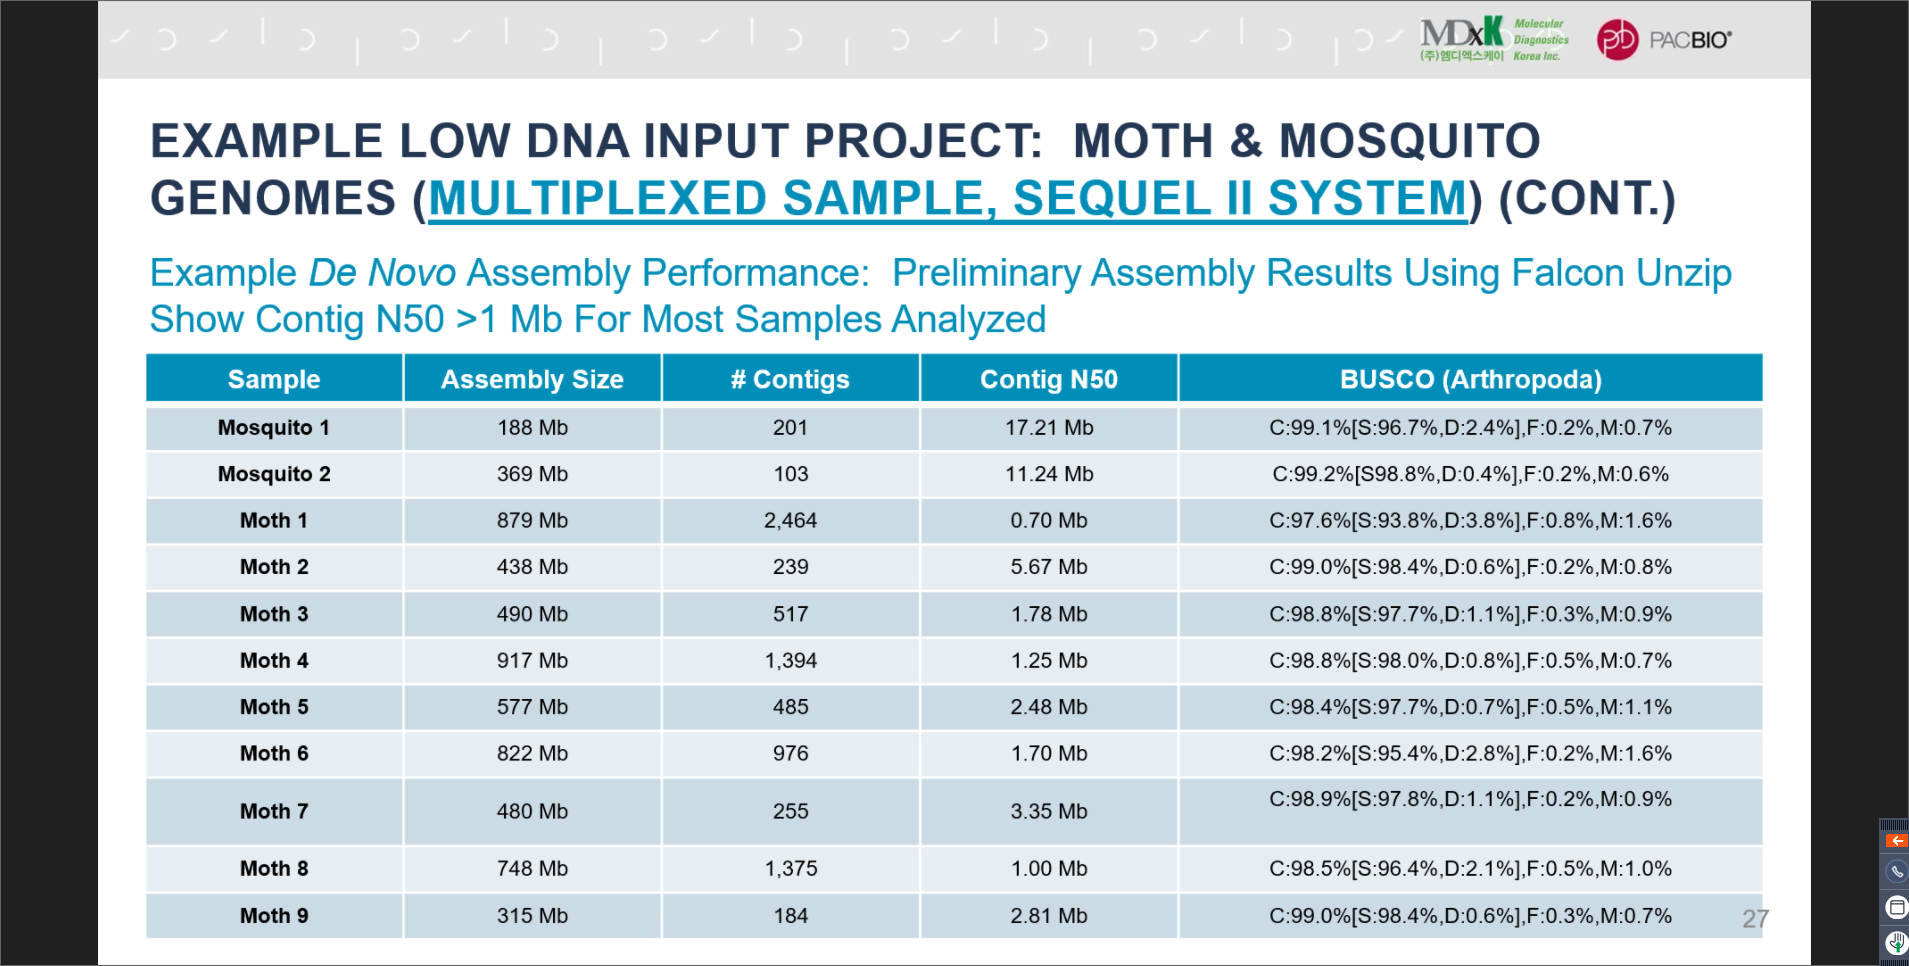 MDxK Molecular Diagnostics Korea Inc.
(주)엠디엑스케이
PACBIO®
EXAMPLE LOW DNA INPUT PROJECT: MOTH & MOSQUITO
GENOMES (MULTIPLEXED SAMPLE, SEQUEL II SYSTEM) (CONT.)
Example De Novo Assembly Performance: Preliminary Assembly Results Using Falcon Unzip
Show Contig N50 >1 Mb For Most Samples Analyzed
Sample Assembly Size # Contigs Contig N50 BUSCO (Arthropoda)
Mosquito 1 188 Mb 201 17.21 Mb C:99.1%[S:96.7%,D:2.4%],F:0.2%,M:0.7%
Mosquito 2 369 Mb 103 11.24 Mb C:99.2%[S98.8%,D:0.4%],F:0.2%,M:0.6%
Moth 1 879 Mb 2,464 0.70 Mb C:97.6%[S:93.8%,D:3.8%],F:0.8%,M:1.6%
Moth 2 438 Mb 239 5.67 Mb C:99.0%[S:98.4%,D:0.6%],F:0.2%,M:0.8%
Moth 3 490 Mb 517 1.78 Mb C:98.8%[S:97.7%,D:1.1%],F:0.3%,M:0.9%
Moth 4 917 Mb 1,394 1.25 Mb C:98.8%[S:98.0%,D:0.8%],F:0.5%,M:0.7%
Moth 5 577 Mb 485 2.48 Mb C:98.4%[S:97.7%,D:0.7%],F:0.5%,M:1.1%
Moth 6 822 Mb 976 1.70 Mb C:98.2%[S:95.4%,D:2.8%],F:0.2%,M:1.6%
Moth 7 480 Mb 255 3.35 Mb C:98.9%[S:97.8%,D:1.1%],F:0.2%,M:0.9%
Moth 8 748 Mb 1,375 1.00 Mb C:98.5%[S:96.4%,D:2.1%],F:0.5%,M:1.0%
Moth 9 315 Mb 184 2.81 Mb C:99.0%[S:98.4%,D:0.6%],F:0.3%,M:0.7%
27